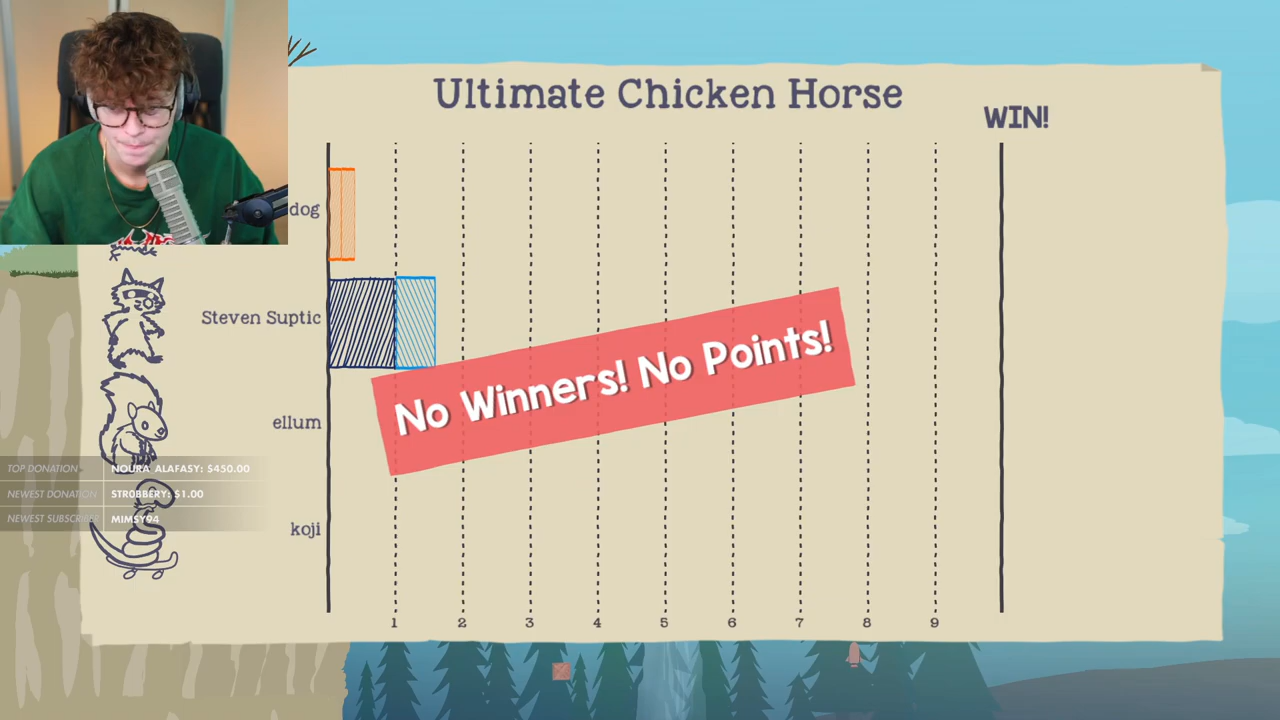 Ultimate Chicken Horse
WIN!
dog
Steven Suptic
No Winners! No Points!
ellum
TOP DONATION NOURA ALAFASY: $450.00
NEWEST DONATION STR0BBERY: $1.00
NEWEST SUBSCRIBER MIMSY94
koji
1 2 3 4 5 6 7 8 9